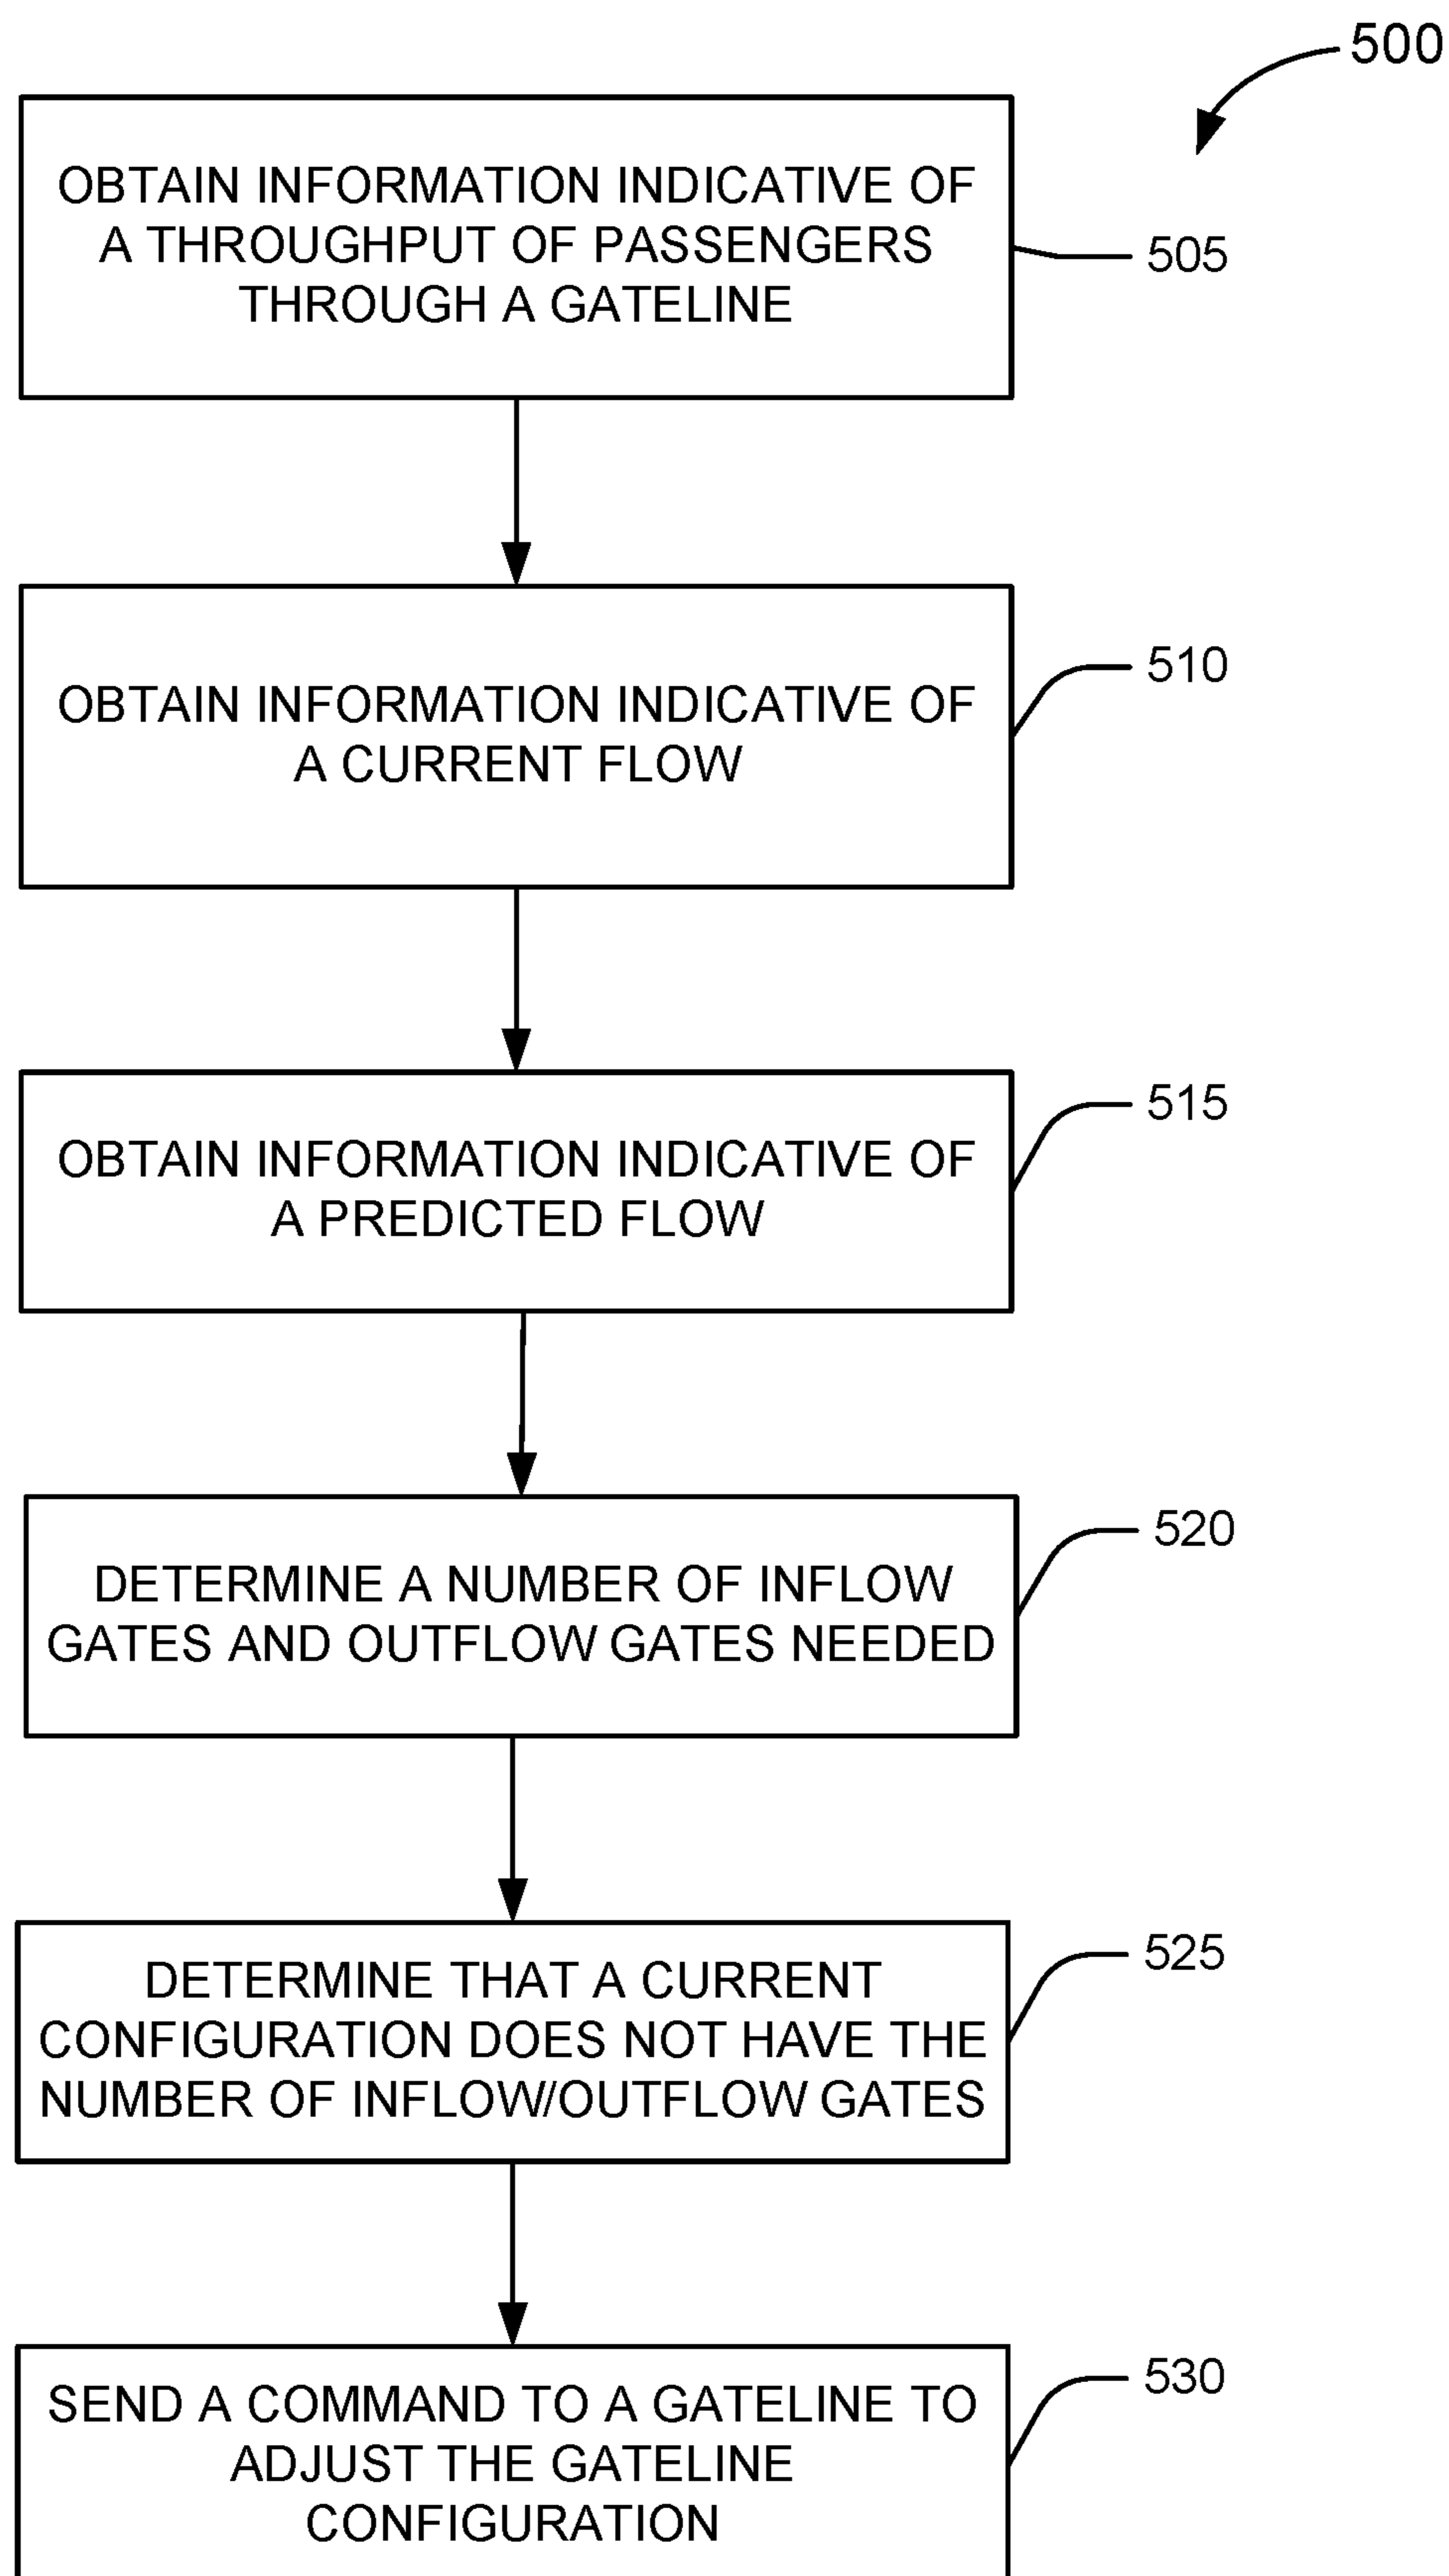 500
OBTAIN INFORMATION INDICATIVE OF
A THROUGHPUT OF PASSENGERS
THROUGH A GATELINE
505
OBTAIN INFORMATION INDICATIVE OF
A CURRENT FLOW
510
OBTAIN INFORMATION INDICATIVE OF
A PREDICTED FLOW
515
DETERMINE A NUMBER OF INFLOW
GATES AND OUTFLOW GATES NEEDED
520
DETERMINE THAT A CURRENT
CONFIGURATION DOES NOT HAVE THE
NUMBER OF INFLOW/OUTFLOW GATES
525
SEND A COMMAND TO A GATELINE TO
ADJUST THE GATELINE
CONFIGURATION
530